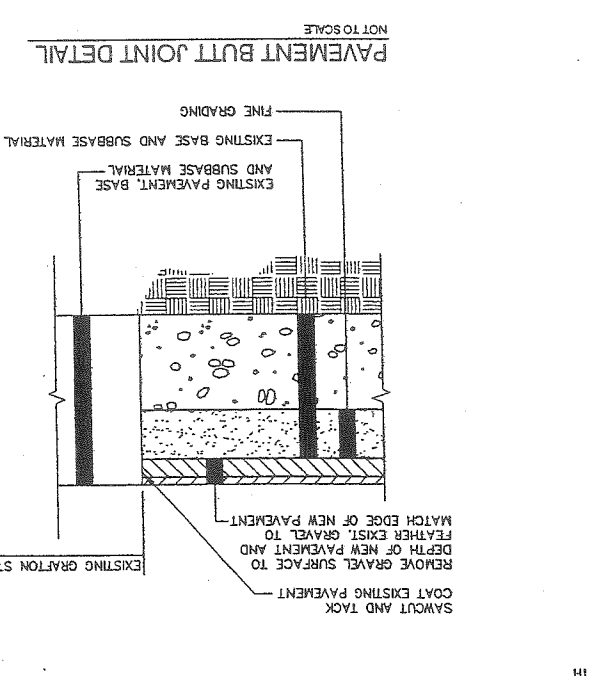 SAWCUT AND TACK
COAT EXISTING PAVEMENT
REMOVE GRAVEL SURFACE TO
DEPTH OF NEW PAVEMENT AND
FEATHER EXIST. GRAVEL TO
MATCH EDGE OF NEW PAVEMENT
EXISTING GRAFTON ST
EXISTING PAVEMENT, BASE,
AND SUBBASE MATERIAL
EXISTING BASE AND SUBBASE MATERIAL
FINE GRADING
PAVEMENT BUTT JOINT DETAIL
NOT TO SCALE